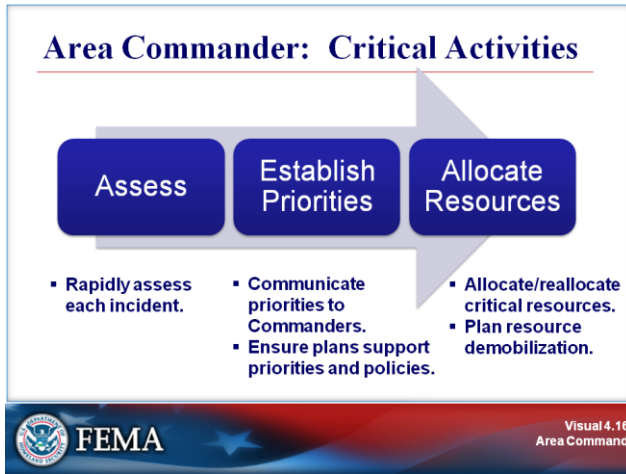 Area Commander: Critical Activities
Assess
Establish
Priorities
Allocate
Resources
▪ Rapidly assess
each incident.
▪ Communicate
priorities to
Commanders.
▪ Ensure plans support
priorities and policies.
▪ Allocate/reallocate
critical resources.
▪ Plan resource
demobilization.
FEMA
Visual 4.16
Area Command